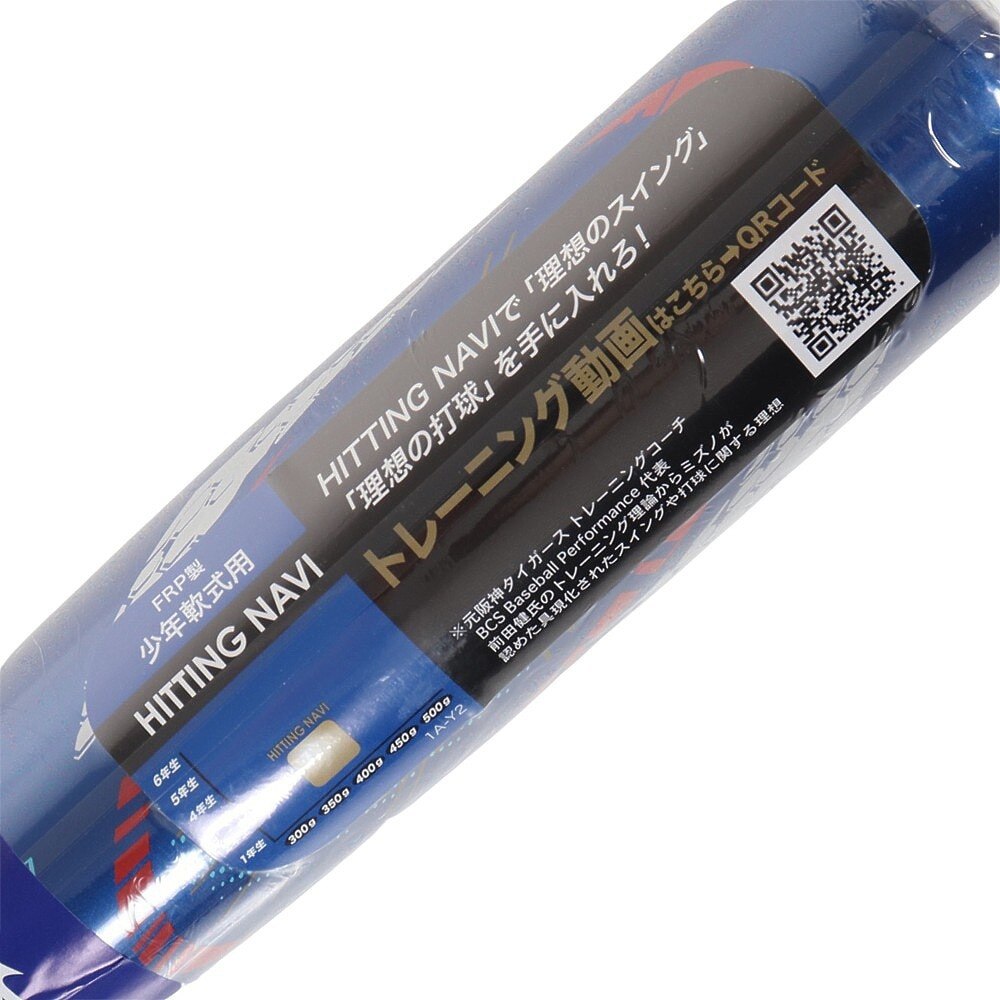 HITTING NAVIで「理想のスイング」
「理想の打球」を手に入れろ！
トレーニング動画はこちら➡QRコード
※元阪神タイガース トレーニングコーチ
BCS Baseball Performance 代表
前田健氏のトレーニング理論からミズノが
認めた具現化されたスイングや打球に関する理想
FRP製
少年軟式用
HITTING NAVI
HITTING NAVI
6年生
5年生
4年生
1年生
300g 350g 400g 450g 500g
1A-Y2